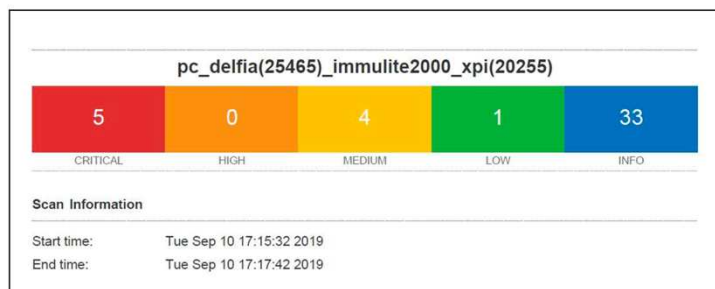 pc_delfia(25465)_immulite2000_xpi(20255)
5 0 4 1 33
CRITICAL HIGH MEDIUM LOW INFO
Scan Information
Start time: Tue Sep 10 17:15:32 2019
End time: Tue Sep 10 17:17:42 2019